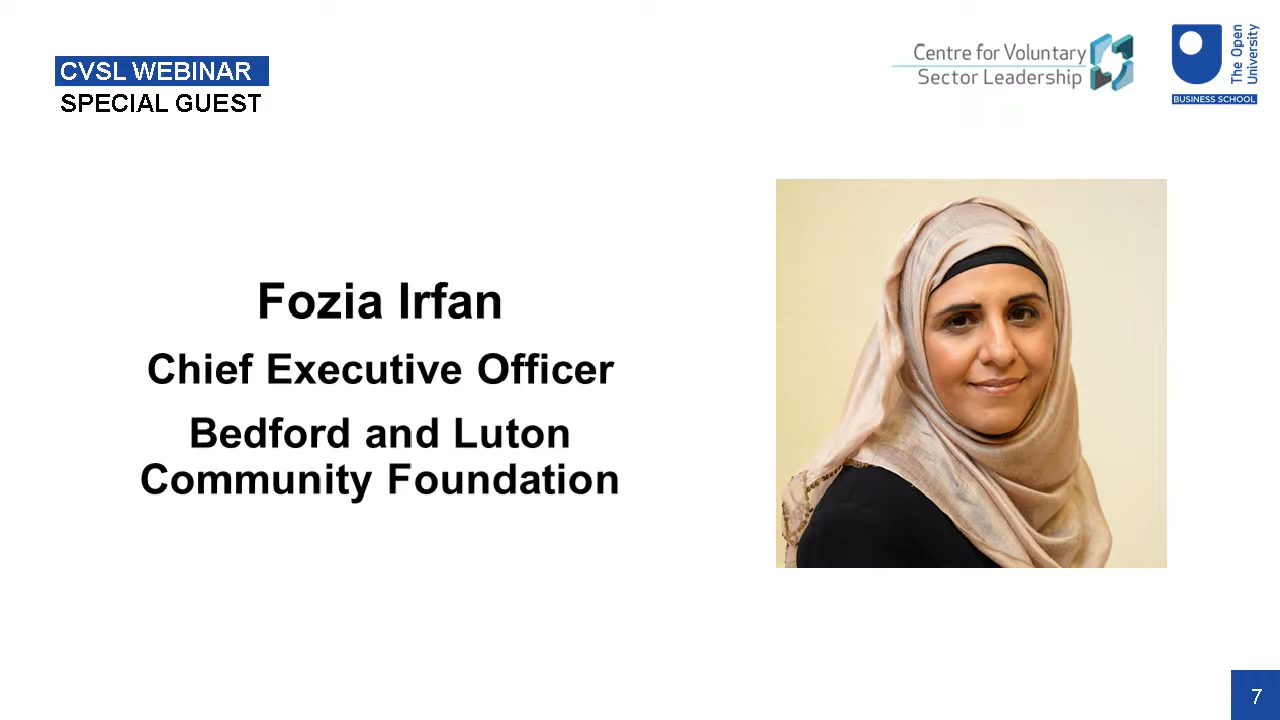 CVSL WEBINAR
SPECIAL GUEST
Centre for Voluntary
Sector Leadership
The Open
University
BUSINESS SCHOOL
Fozia Irfan
Chief Executive Officer
Bedford and Luton
Community Foundation
7